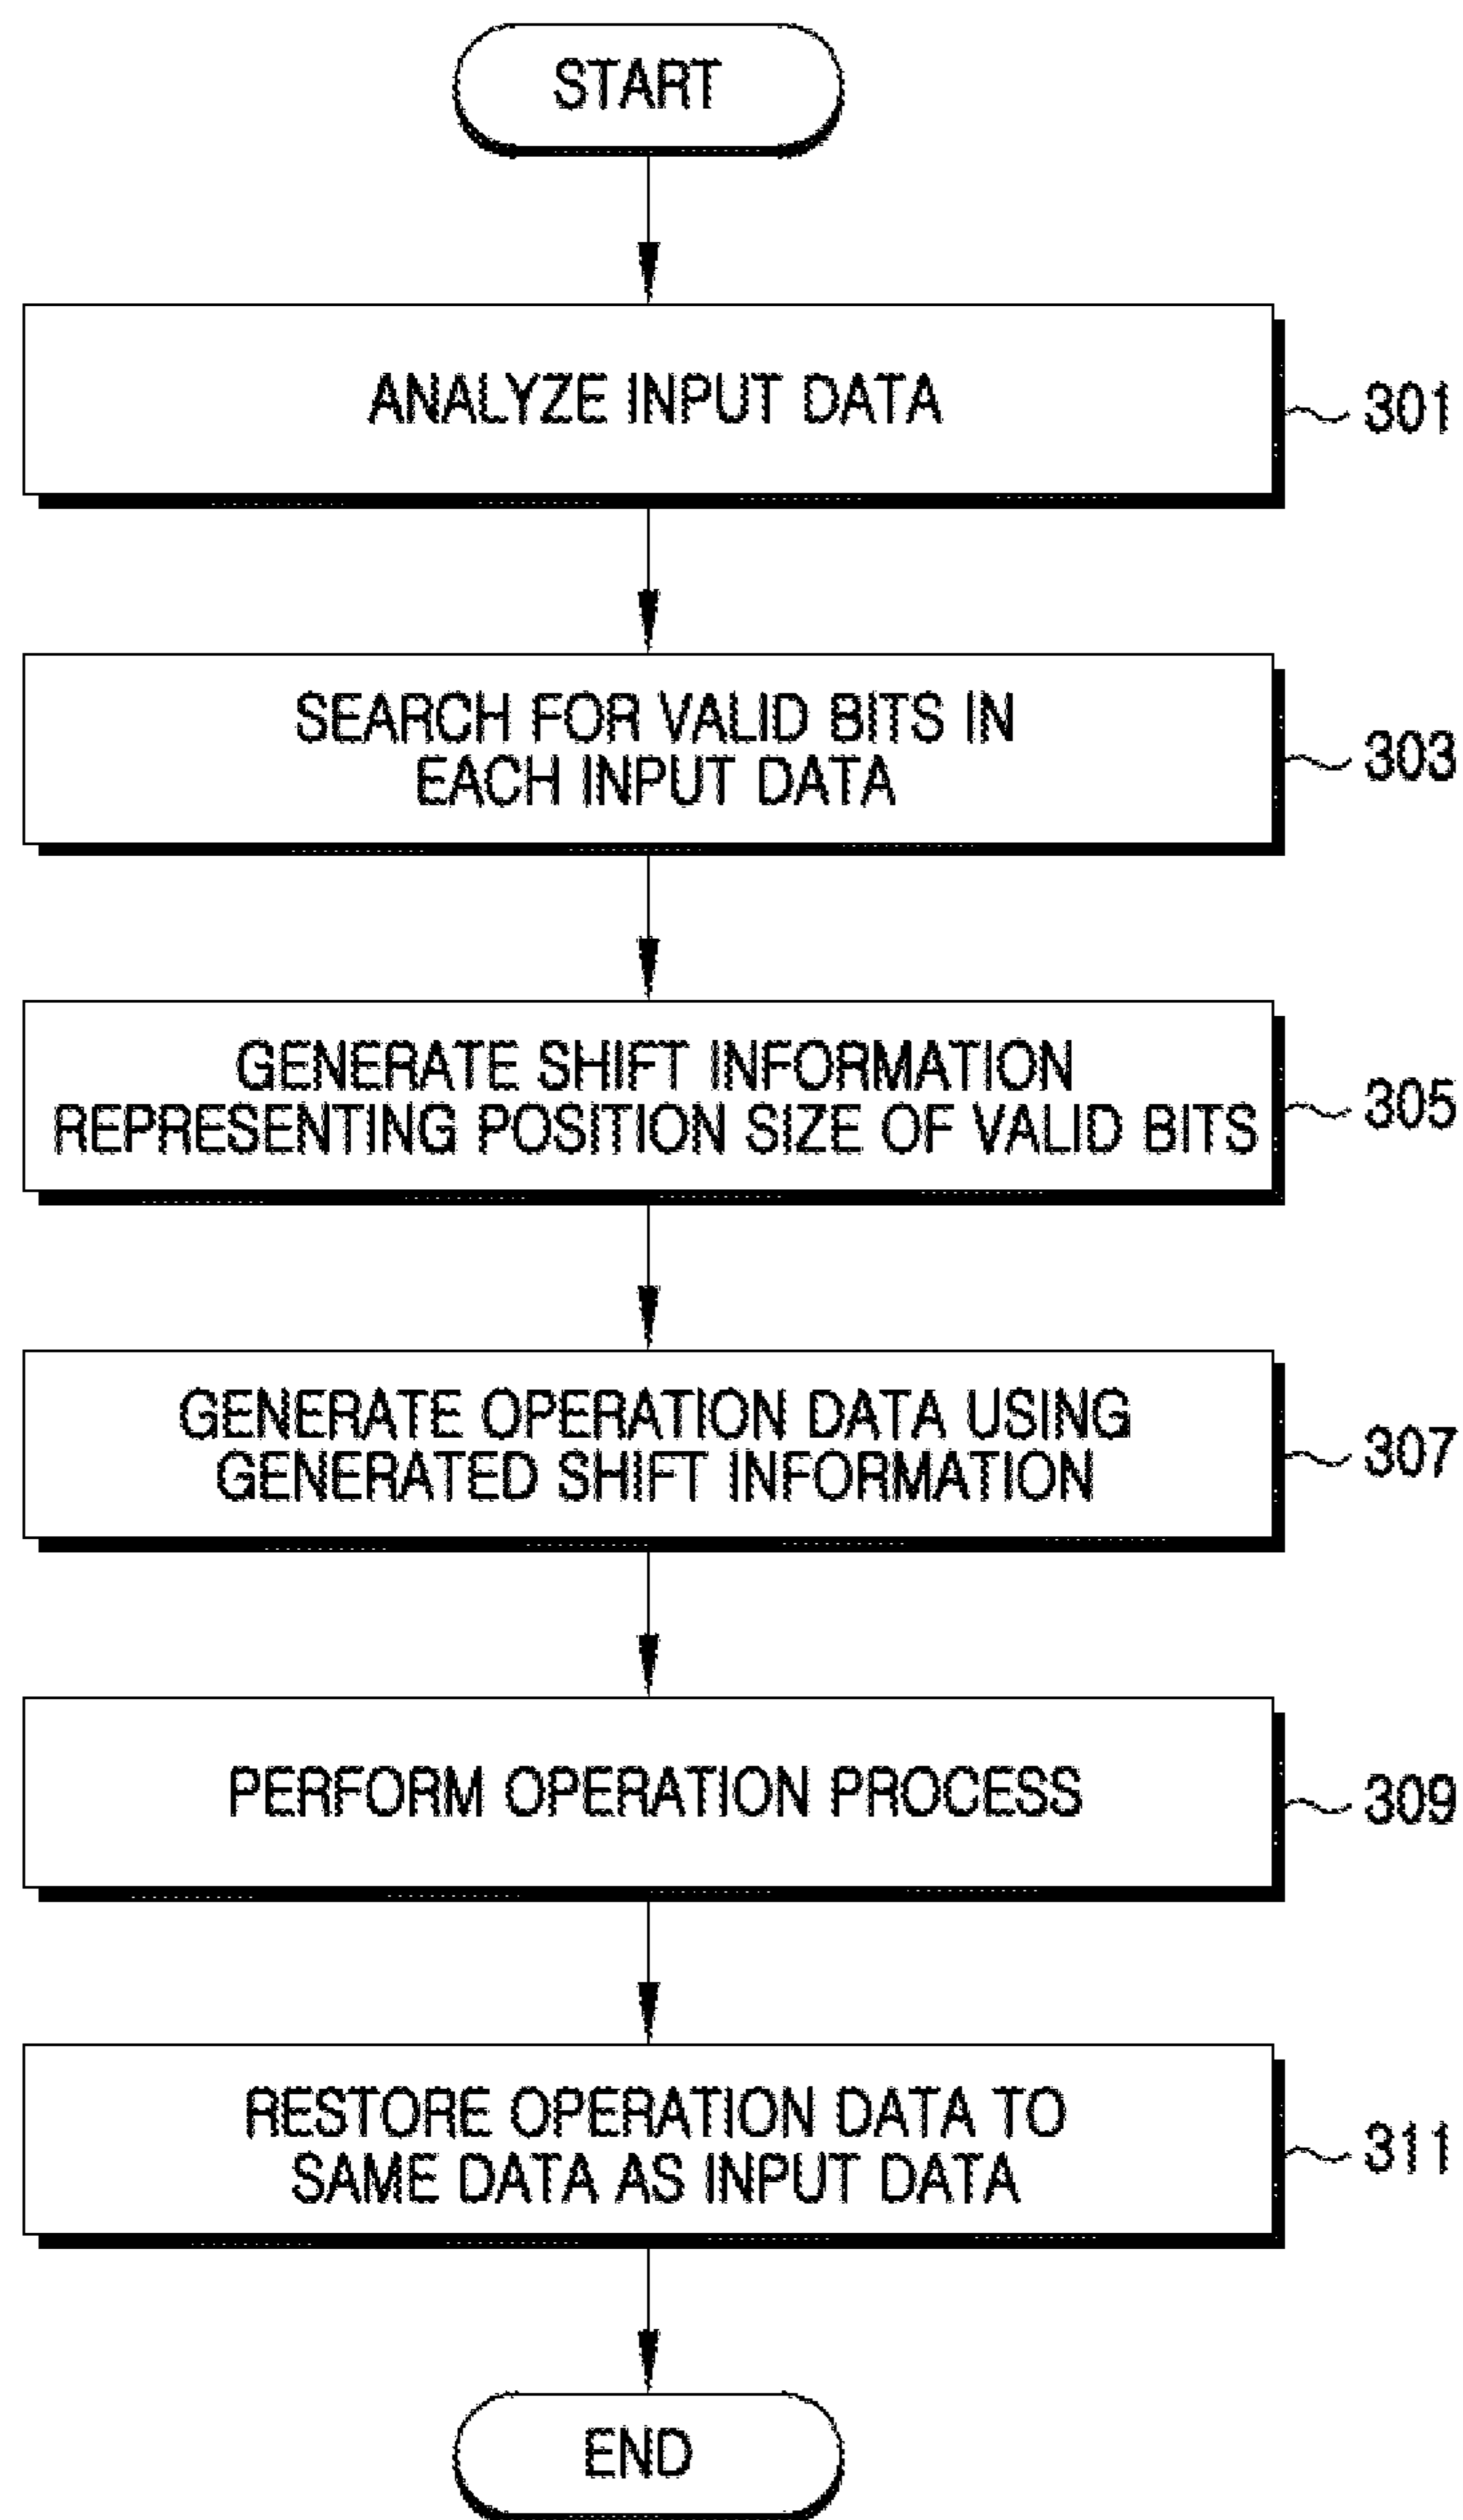 START
ANALYZE INPUT DATA
301
SEARCH FOR VALID BITS IN
EACH INPUT DATA
303
GENERATE SHIFT INFORMATION
REPRESENTING POSITION SIZE OF VALID BITS
305
GENERATE OPERATION DATA USING
GENERATED SHIFT INFORMATION
307
PERFORM OPERATION PROCESS
309
RESTORE OPERATION DATA TO
SAME DATA AS INPUT DATA
311
END